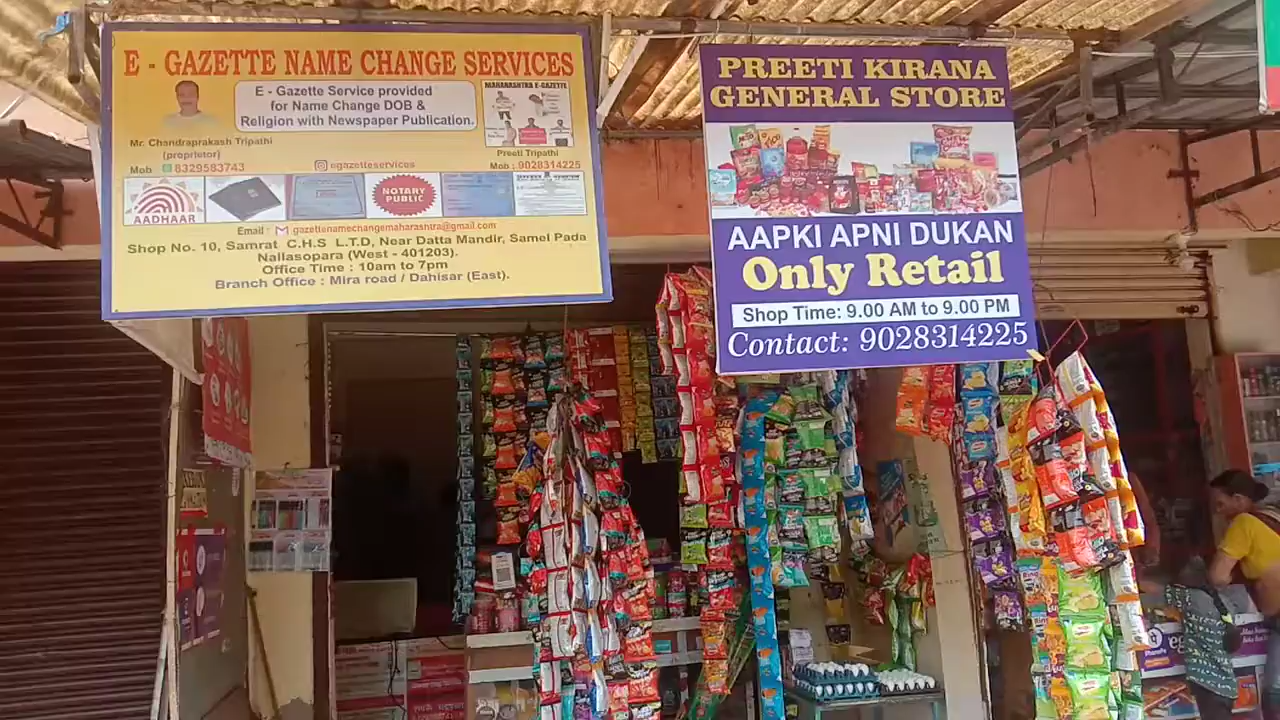 E - GAZETTE NAME CHANGE SERVICES
E - Gazette Service provided
for Name Change DOB &
Religion with Newspaper Publication.
MAHARASHTRA E-GAZETTE
Mr. Chandraprakash Tripathi
(proprietor)
Mob 8329583743
egazetteservices
Preeti Tripathi
Mob : 9028314225
AADHAAR
NOTARY
PUBLIC
Email : gazettenamechangemaharashtra@gmail.com
Shop No. 10, Samrat C.H.S L.T.D, Near Datta Mandir, Samel Pada
Nallasopara (West - 401203).
Office Time : 10am to 7pm
Branch Office : Mira road / Dahisar (East).
PREETI KIRANA
GENERAL STORE
AAPKI APNI DUKAN
Only Retail
Shop Time: 9.00 AM to 9.00 PM
Contact: 9028314225